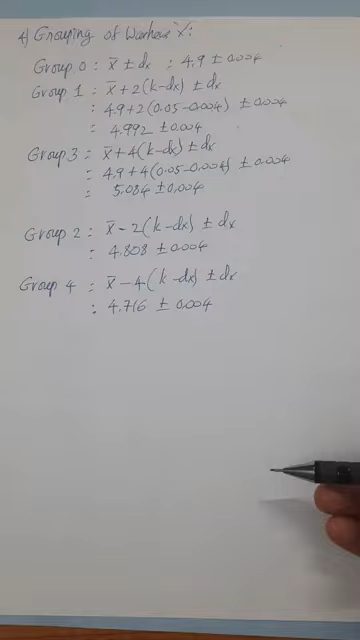 4) Grouping of Washers 'X':
Group 0 : x̄ ± dx : 4.9 ± 0.004
Group 1 : x̄ + 2(k-dx) ± dx
: 4.9 + 2(0.05-0.004) ± 0.004
: 4.992 ± 0.004
Group 3 : x̄ + 4(k-dx) ± dx
: 4.9 + 4(0.05-0.004) ± 0.004
: 5.084 ± 0.004
Group 2 : x̄ - 2(k-dx) ± dx
: 4.808 ± 0.004
Group 4 : x̄ - 4(k-dx) ± dx
: 4.716 ± 0.004